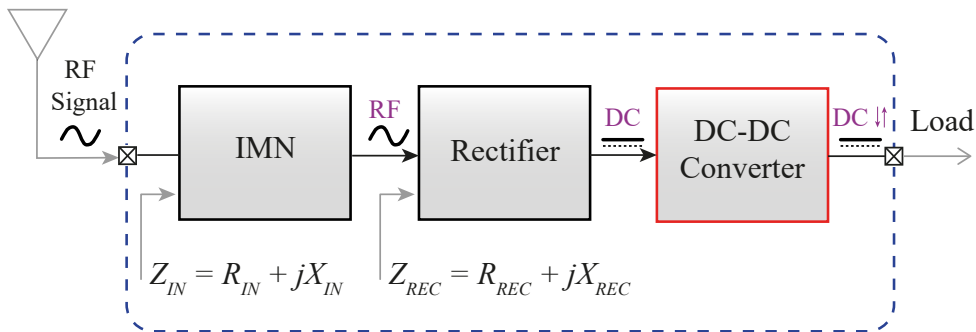 RF
Signal
IMN
RF
Rectifier
DC
DC-DC
Converter
DC ↓↑
Load
Z_IN = R_IN + jX_IN
Z_REC = R_REC + jX_REC